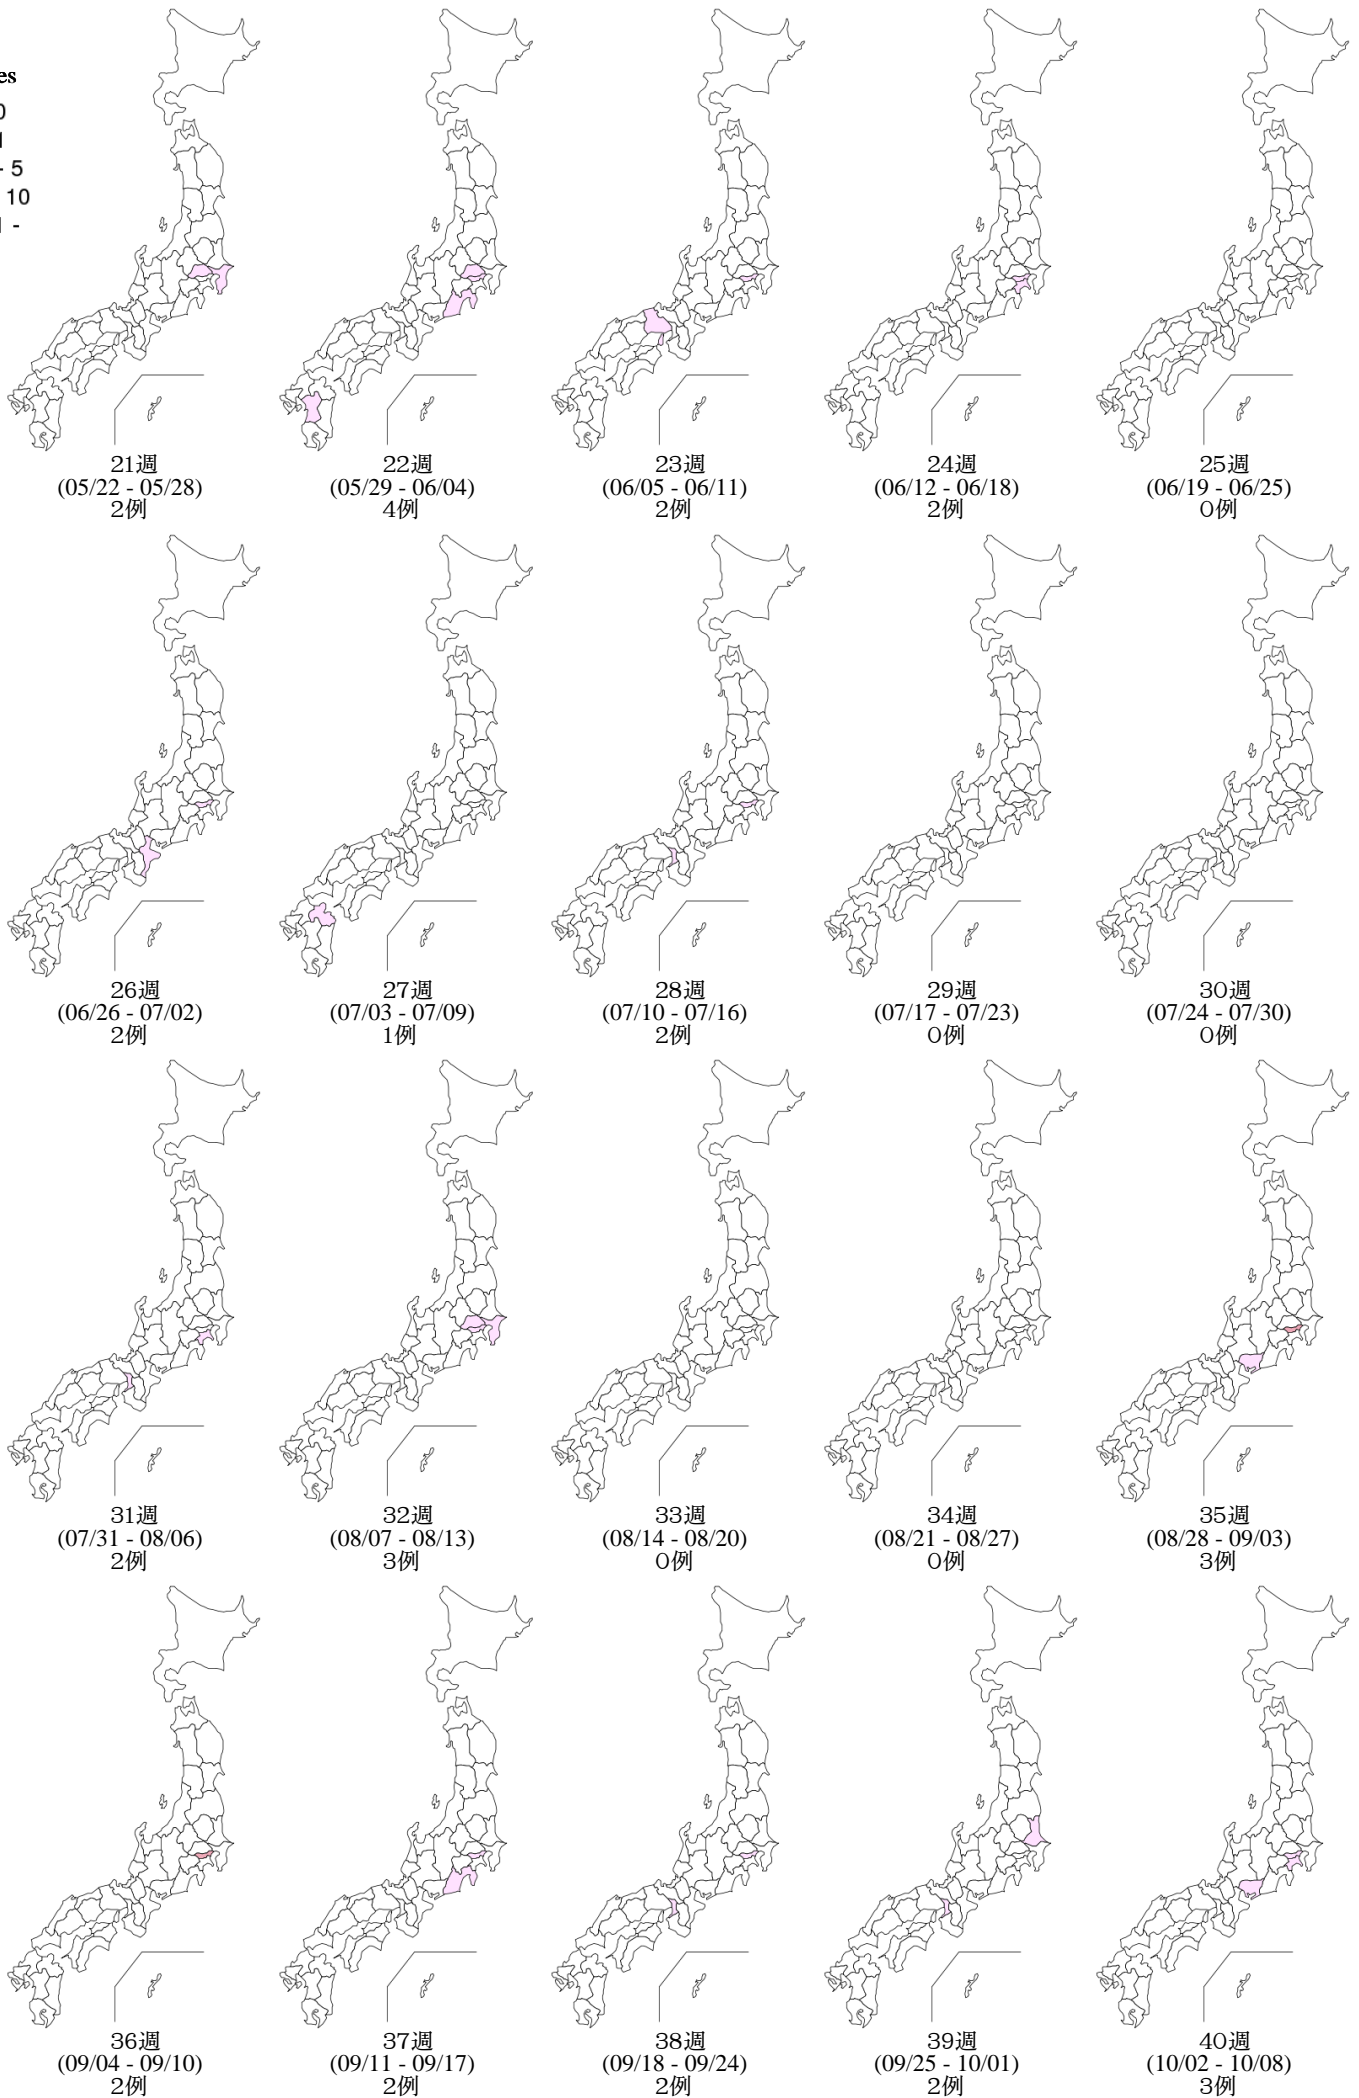 es
0
1
- 5
10
1 -
21週
(05/22 - 05/28)
2例
22週
(05/29 - 06/04)
4例
23週
(06/05 - 06/11)
2例
24週
(06/12 - 06/18)
2例
25週
(06/19 - 06/25)
0例
26週
(06/26 - 07/02)
2例
27週
(07/03 - 07/09)
1例
28週
(07/10 - 07/16)
2例
29週
(07/17 - 07/23)
0例
30週
(07/24 - 07/30)
0例
31週
(07/31 - 08/06)
2例
32週
(08/07 - 08/13)
3例
33週
(08/14 - 08/20)
0例
34週
(08/21 - 08/27)
0例
35週
(08/28 - 09/03)
3例
36週
(09/04 - 09/10)
2例
37週
(09/11 - 09/17)
2例
38週
(09/18 - 09/24)
2例
39週
(09/25 - 10/01)
2例
40週
(10/02 - 10/08)
3例